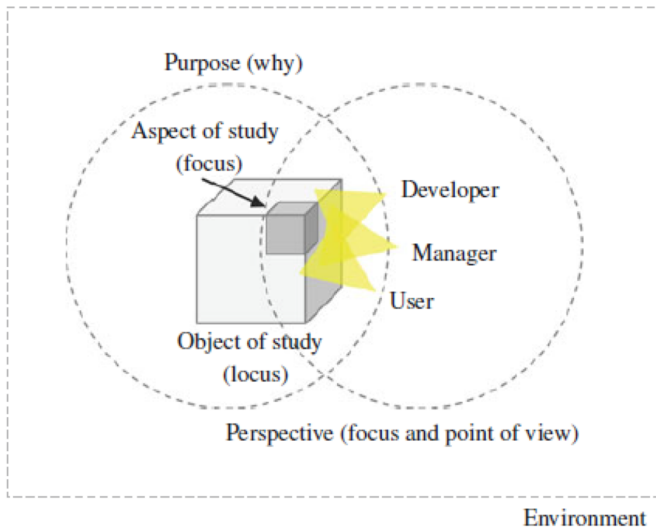 Purpose (why)
Aspect of study
(focus)
Developer
Manager
User
Object of study
(locus)
Perspective (focus and point of view)
Environment